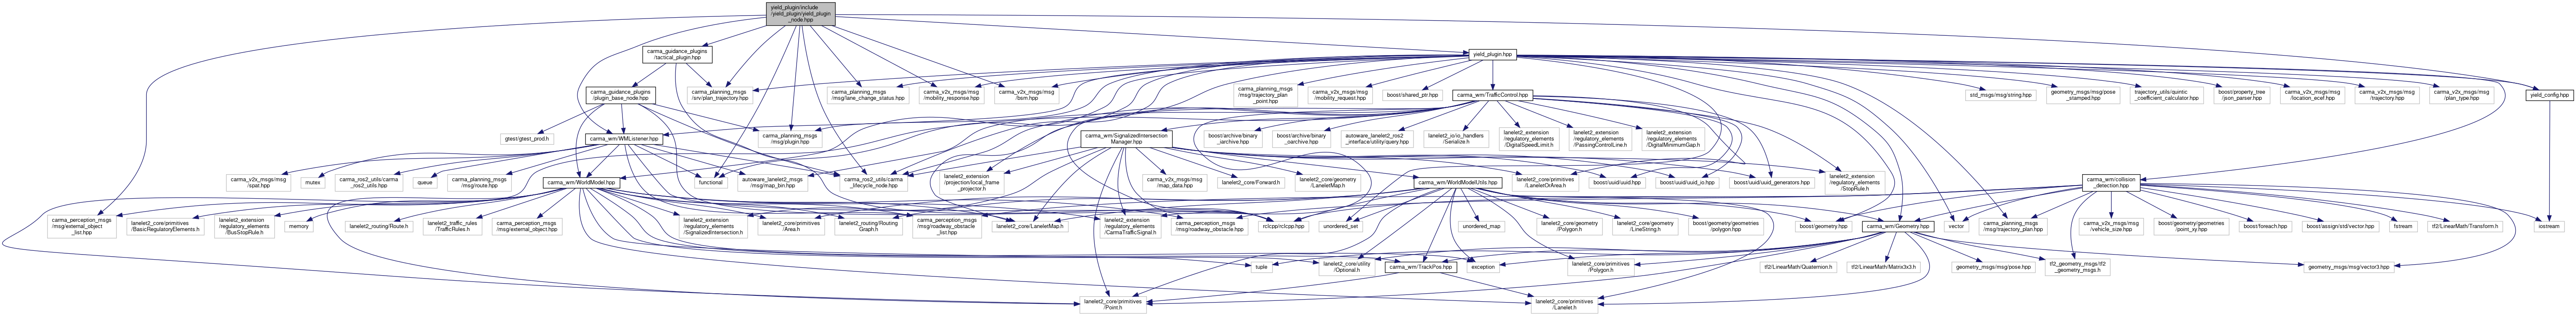 yield_plugin/include
/yield_plugin/yield_plugin
_node.hpp
carma_guidance_plugins
/tactical_plugin.hpp
yield_plugin.hpp
carma_guidance_plugins
/plugin_base_node.hpp
carma_planning_msgs
/srv/plan_trajectory.hpp
carma_planning_msgs
/msg/lane_change_status.hpp
carma_v2x_msgs/msg
/mobility_response.hpp
carma_v2x_msgs/msg
/bsm.hpp
carma_planning_msgs
/msg/trajectory_plan
_point.hpp
carma_v2x_msgs/msg
/mobility_request.hpp
boost/shared_ptr.hpp
carma_wm/TrafficControl.hpp
std_msgs/msg/string.hpp
geometry_msgs/msg/pose
_stamped.hpp
trajectory_utils/quintic
_coefficient_calculator.hpp
boost/property_tree
/json_parser.hpp
carma_v2x_msgs/msg
/location_ecef.hpp
carma_v2x_msgs/msg
/trajectory.hpp
carma_v2x_msgs/msg
/plan_type.hpp
yield_config.hpp
gtest/gtest_prod.h
carma_wm/WMListener.hpp
carma_planning_msgs
/msg/plugin.hpp
carma_wm/SignalizedIntersection
Manager.hpp
boost/archive/binary
_iarchive.hpp
boost/archive/binary
_oarchive.hpp
autoware_lanelet2_ros2
_interface/utility/query.hpp
lanelet2_io/io_handlers
/Serialize.h
lanelet2_extension
/regulatory_elements
/DigitalSpeedLimit.h
lanelet2_extension
/regulatory_elements
/PassingControlLine.h
lanelet2_extension
/regulatory_elements
/DigitalMinimumGap.h
carma_v2x_msgs/msg
/spat.hpp
mutex
carma_ros2_utils/carma
_ros2_utils.hpp
queue
carma_planning_msgs
/msg/route.hpp
carma_wm/WorldModel.hpp
functional
autoware_lanelet2_msgs
/msg/map_bin.hpp
carma_ros2_utils/carma
_lifecycle_node.hpp
lanelet2_extension
/projection/local_frame
_projector.h
carma_v2x_msgs/msg
/map_data.hpp
lanelet2_core/Forward.h
lanelet2_core/geometry
/LaneletMap.h
carma_wm/WorldModelUtils.hpp
lanelet2_core/primitives
/LaneletOrArea.h
boost/uuid/uuid.hpp
boost/uuid/uuid_io.hpp
boost/uuid/uuid_generators.hpp
lanelet2_extension
/regulatory_elements
/StopRule.h
carma_wm/collision
_detection.hpp
carma_perception_msgs
/msg/external_object
_list.hpp
lanelet2_core/primitives
/BasicRegulatoryElements.h
lanelet2_extension
/regulatory_elements
/BusStopRule.h
memory
lanelet2_routing/Route.h
lanelet2_traffic_rules
/TrafficRules.h
carma_perception_msgs
/msg/external_object.hpp
lanelet2_extension
/regulatory_elements
/SignalizedIntersection.h
lanelet2_core/primitives
/Area.h
lanelet2_routing/Routing
Graph.h
carma_perception_msgs
/msg/roadway_obstacle
_list.hpp
lanelet2_core/LaneletMap.h
lanelet2_extension
/regulatory_elements
/CarmaTrafficSignal.h
carma_perception_msgs
/msg/roadway_obstacle.hpp
rclcpp/rclcpp.hpp
unordered_set
unordered_map
lanelet2_core/geometry
/Polygon.h
lanelet2_core/geometry
/LineString.h
boost/geometry/geometries
/polygon.hpp
boost/geometry.hpp
carma_wm/Geometry.hpp
vector
carma_planning_msgs
/msg/trajectory_plan.hpp
carma_v2x_msgs/msg
/vehicle_size.hpp
boost/geometry/geometries
/point_xy.hpp
boost/foreach.hpp
boost/assign/std/vector.hpp
fstream
tf2/LinearMath/Transform.h
iostream
tuple
lanelet2_core/utility
/Optional.h
carma_wm/TrackPos.hpp
exception
lanelet2_core/primitives
/Polygon.h
tf2/LinearMath/Quaternion.h
tf2/LinearMath/Matrix3x3.h
geometry_msgs/msg/pose.hpp
tf2_geometry_msgs/tf2
_geometry_msgs.h
geometry_msgs/msg/vector3.hpp
lanelet2_core/primitives
/Point.h
lanelet2_core/primitives
/Lanelet.h